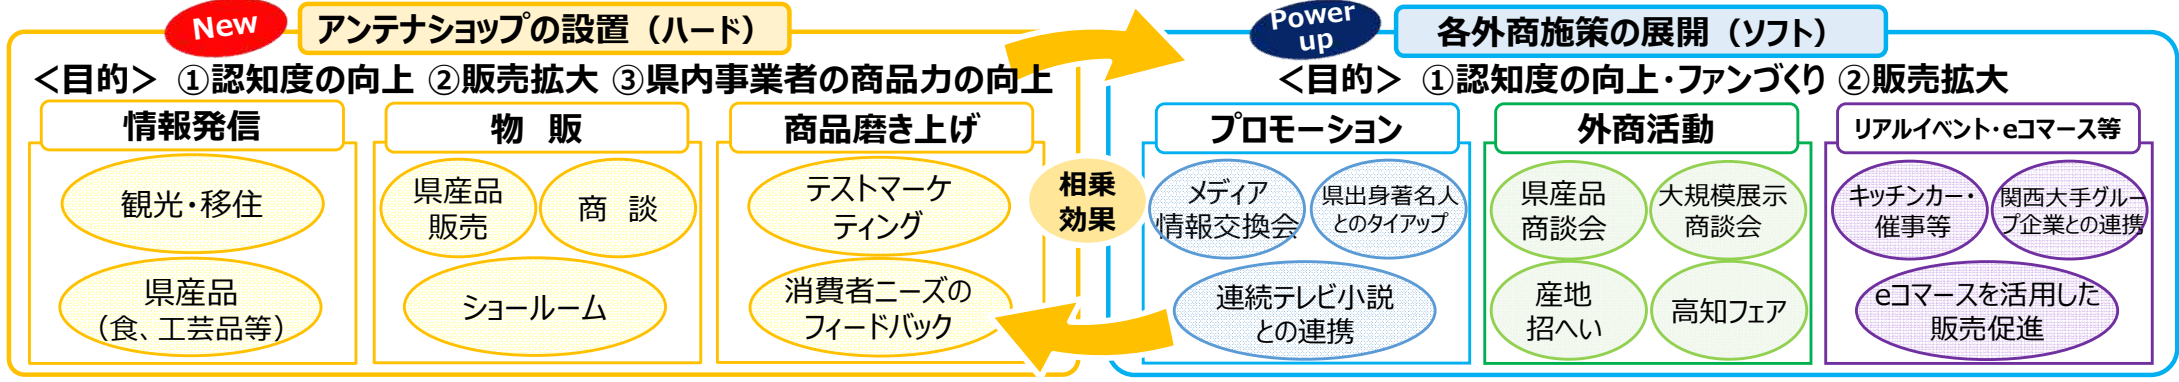 New
アンテナショップの設置（ハード）
＜目的＞ ①認知度の向上 ②販売拡大 ③県内事業者の商品力の向上
情報発信
観光・移住
県産品
（食、工芸品等）
物　販
県産品
販売
商　談
ショールーム
商品磨き上げ
テストマーケ
ティング
消費者ニーズの
フィードバック
相乗
効果
Power
up
各外商施策の展開（ソフト）
＜目的＞ ①認知度の向上・ファンづくり ②販売拡大
プロモーション
メディア
情報交換会
県出身著名人
とのタイアップ
連続テレビ小説
との連携
外商活動
県産品
商談会
大規模展示
商談会
産地
招へい
高知フェア
リアルイベント・eコマース等
キッチンカー・
催事等
関西大手グルー
プ企業との連携
eコマースを活用した
販売促進